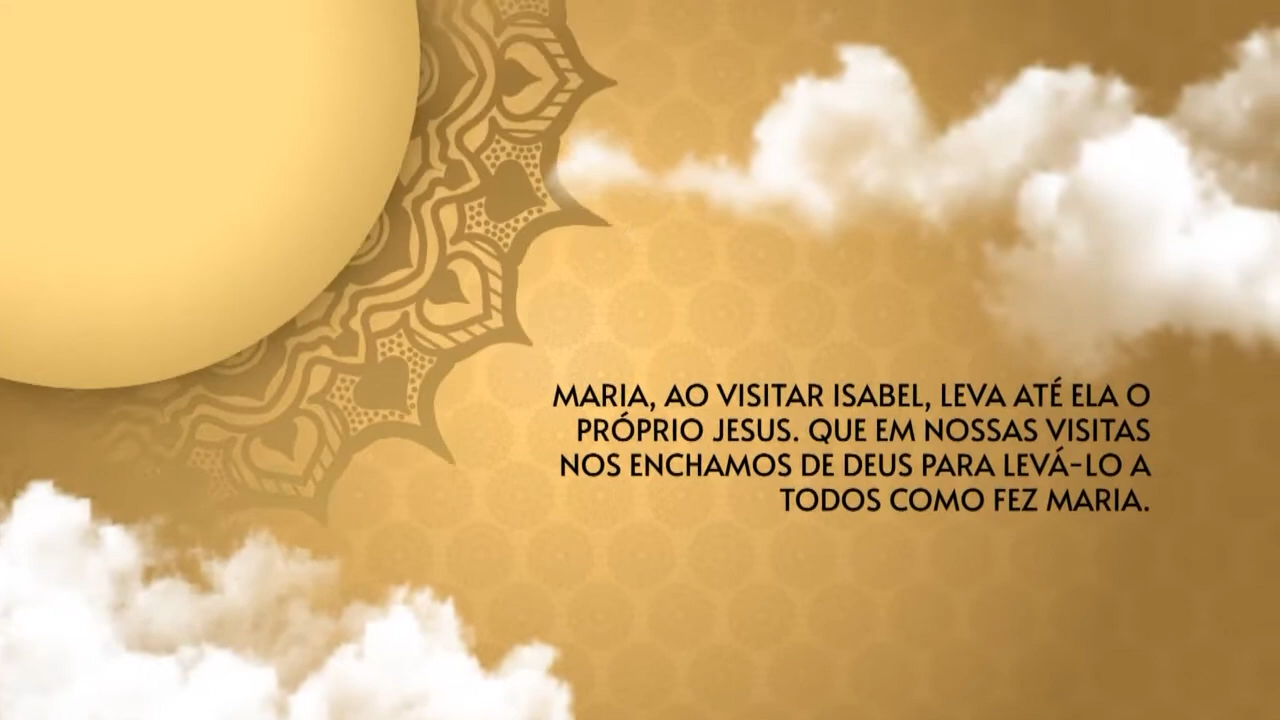 MARIA, AO VISITAR ISABEL, LEVA ATÉ ELA O
PRÓPRIO JESUS. QUE EM NOSSAS VISITAS
NOS ENCHAMOS DE DEUS PARA LEVÁ-LO A
TODOS COMO FEZ MARIA.